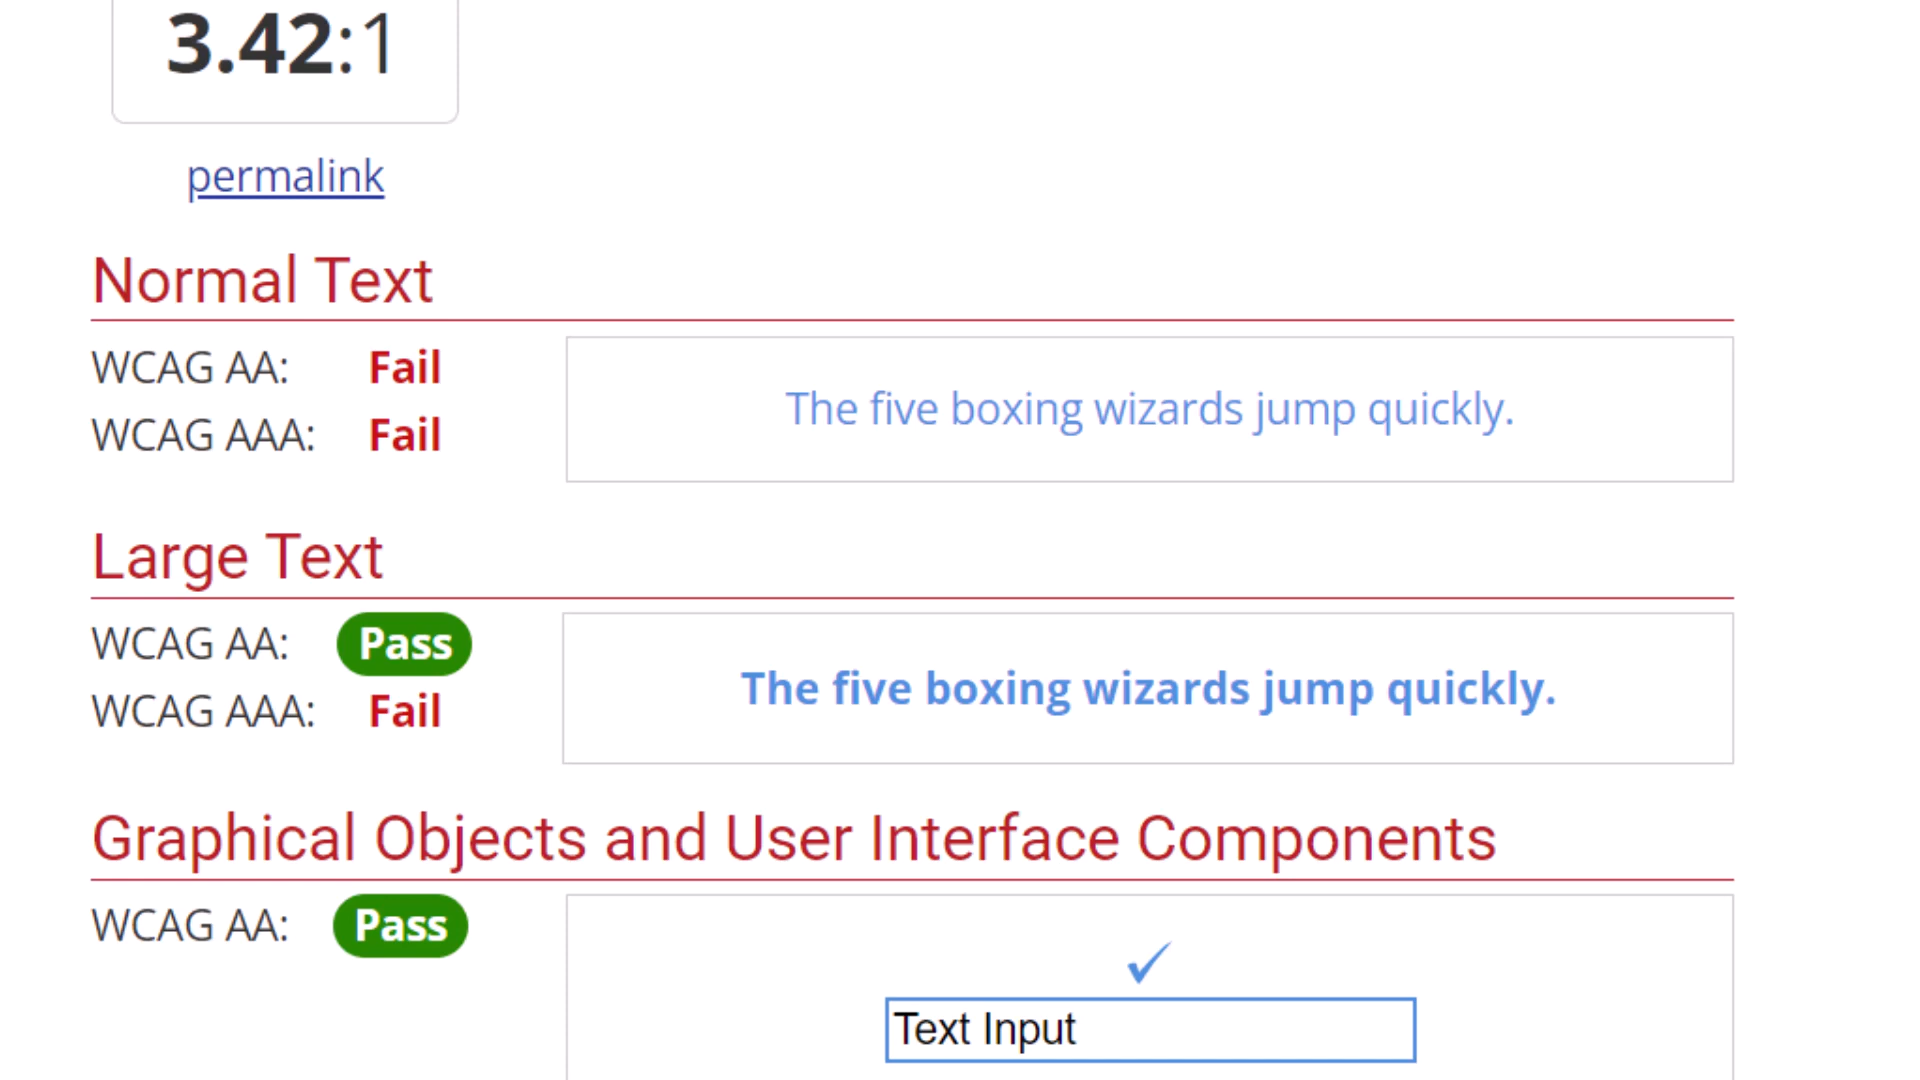 3.42:1
permalink
Normal Text
WCAG AA: Fail
WCAG AAA: Fail
The five boxing wizards jump quickly.
Large Text
WCAG AA: Pass
WCAG AAA: Fail
The five boxing wizards jump quickly.
Graphical Objects and User Interface Components
WCAG AA: Pass
Text Input